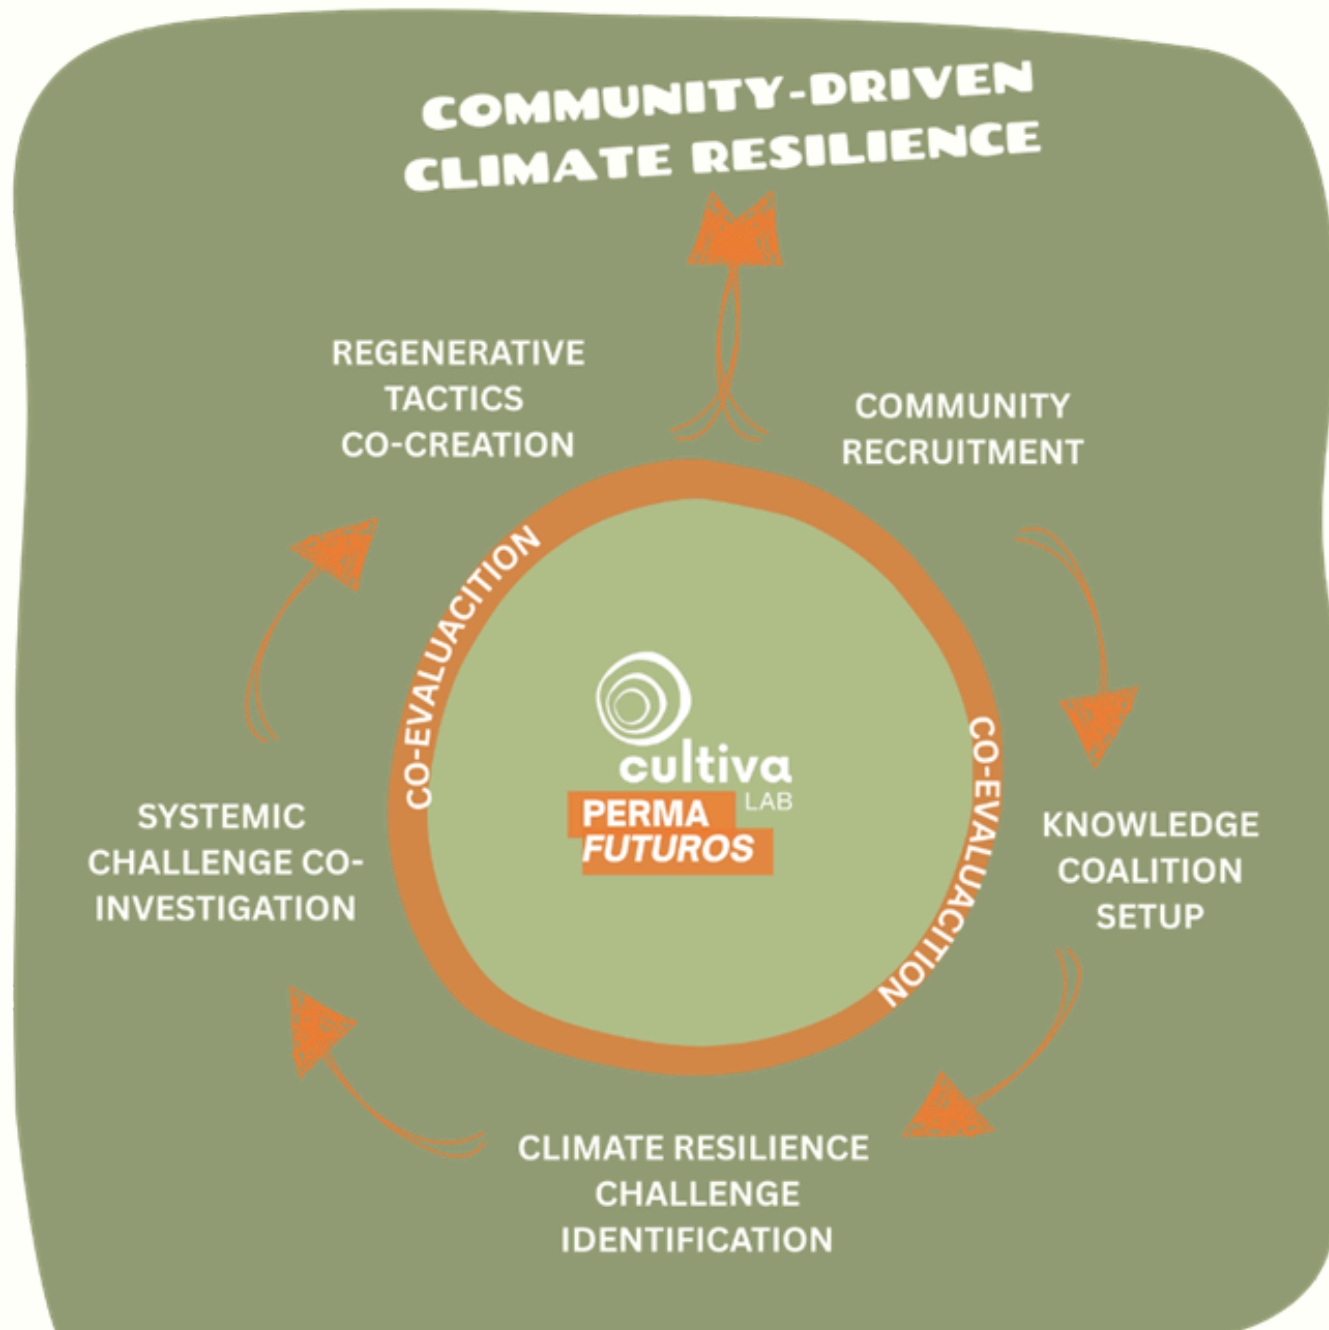 COMMUNITY-DRIVEN
CLIMATE RESILIENCE
REGENERATIVE
TACTICS
CO-CREATION
COMMUNITY
RECRUITMENT
CO-EVALUACITION
CO-EVALUACITION
cultiva
LAB
PERMA
FUTUROS
SYSTEMIC
CHALLENGE CO-
INVESTIGATION
KNOWLEDGE
COALITION
SETUP
CLIMATE RESILIENCE
CHALLENGE
IDENTIFICATION